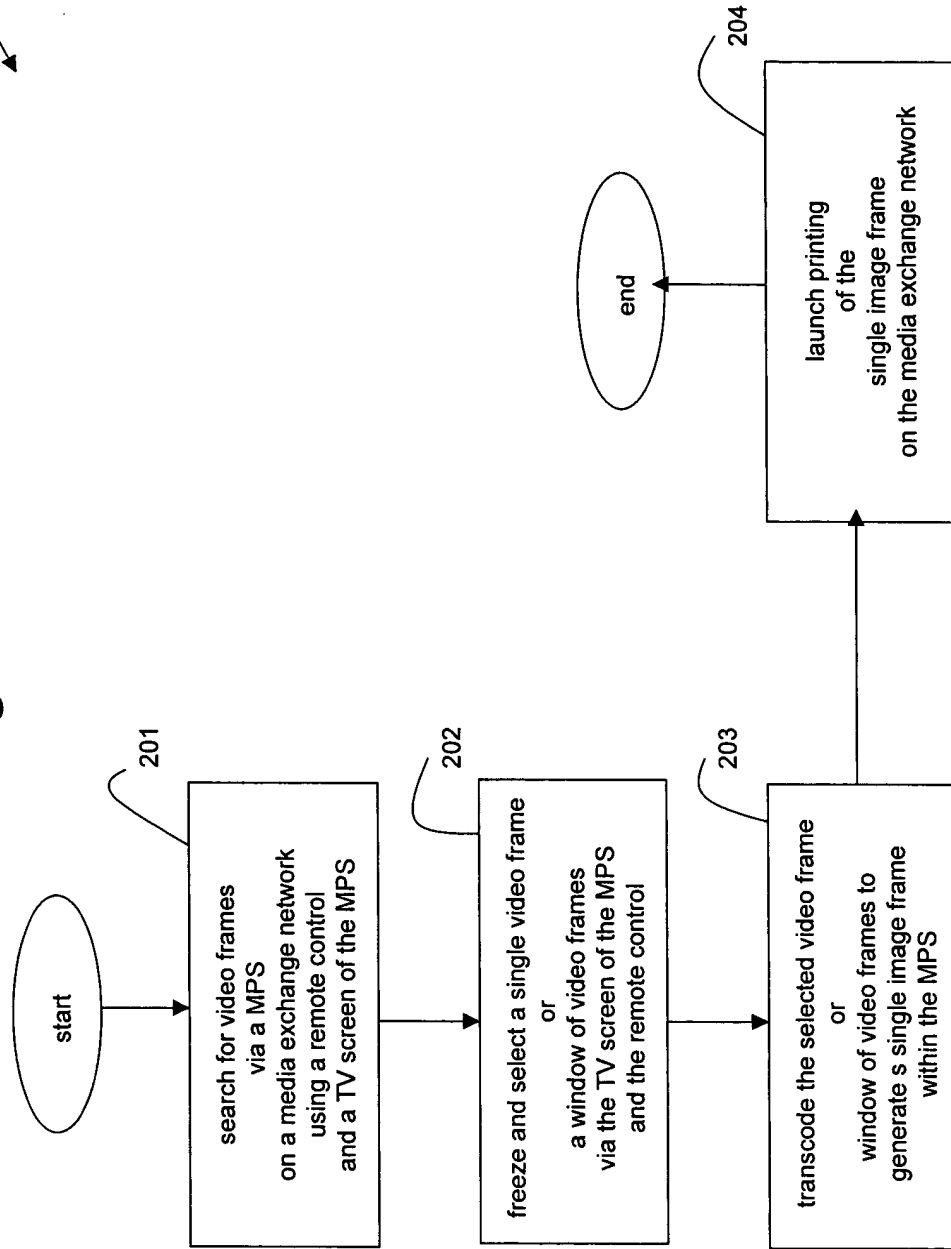 start
201
search for video frames
via a MPS
on a media exchange network
using a remote control
and a TV screen of the MPS
202
freeze and select a single video frame
or
a window of video frames
via the TV screen of the MPS
and the remote control
203
transcode the selected video frame
or
window of video frames to
generate s single image frame
within the MPS
204
launch printing
of the
single image frame
on the media exchange network
end